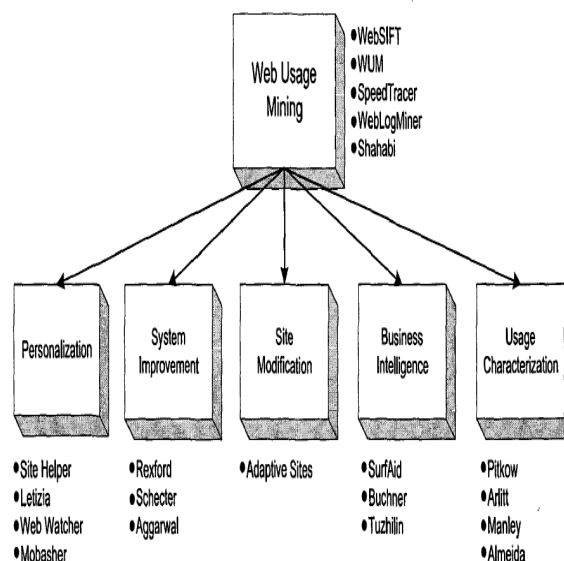 Web Usage
Mining
•WebSIFT
•WUM
•SpeedTracer
•WebLogMiner
•Shahabi
Personalization
System
Improvement
Site
Modification
Business
Intelligence
Usage
Characterization
•Site Helper
•Letizia
•Web Watcher
•Mobasher
•Rexford
•Schecter
•Aggarwal
•Adaptive Sites
•SurfAid
•Buchner
•Tuzhilin
•Pitkow
•Arlitt
•Manley
•Almeida